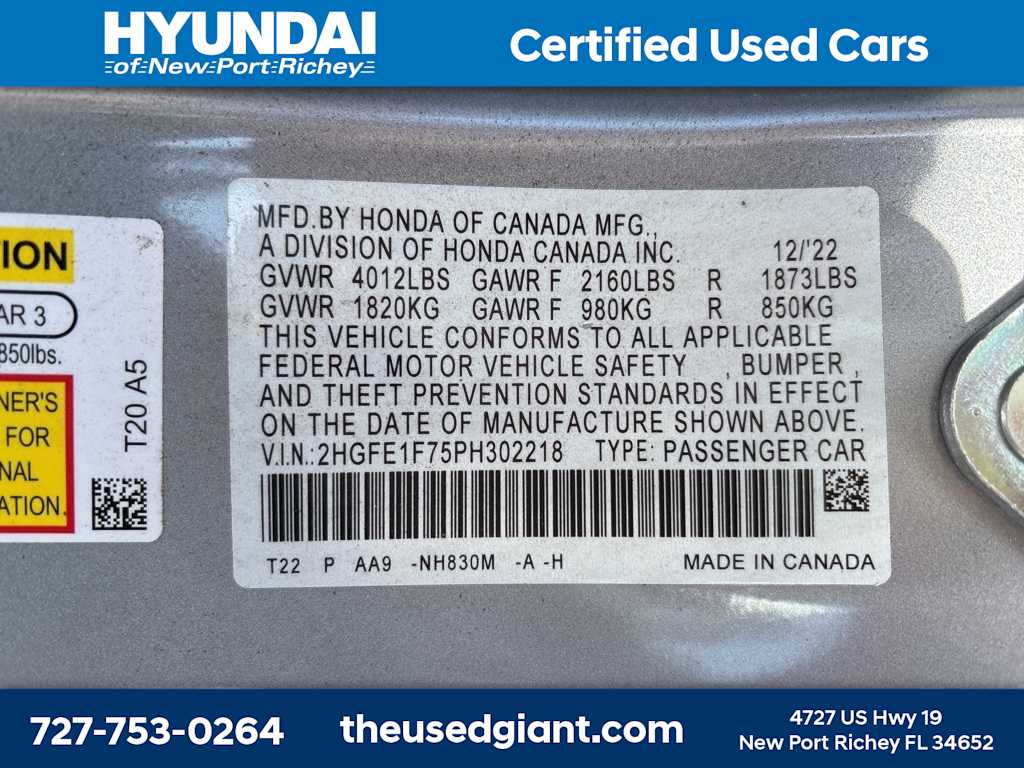 HYUNDAI
of New Port Richey
Certified Used Cars
TION
AR 3
850lbs.
NER'S
FOR
NAL
ATION.
T20 A5
MFD.BY HONDA OF CANADA MFG.,
A DIVISION OF HONDA CANADA INC. 12/'22
GVWR 4012LBS GAWR F 2160LBS R 1873LBS
GVWR 1820KG GAWR F 980KG R 850KG
THIS VEHICLE CONFORMS TO ALL APPLICABLE
FEDERAL MOTOR VEHICLE SAFETY , BUMPER ,
AND THEFT PREVENTION STANDARDS IN EFFECT
ON THE DATE OF MANUFACTURE SHOWN ABOVE.
V.I.N.:2HGFE1F75PH302218 TYPE: PASSENGER CAR
T22 P AA9 -NH830M -A -H MADE IN CANADA
727-753-0264
theusedgiant.com
4727 US Hwy 19
New Port Richey FL 34652